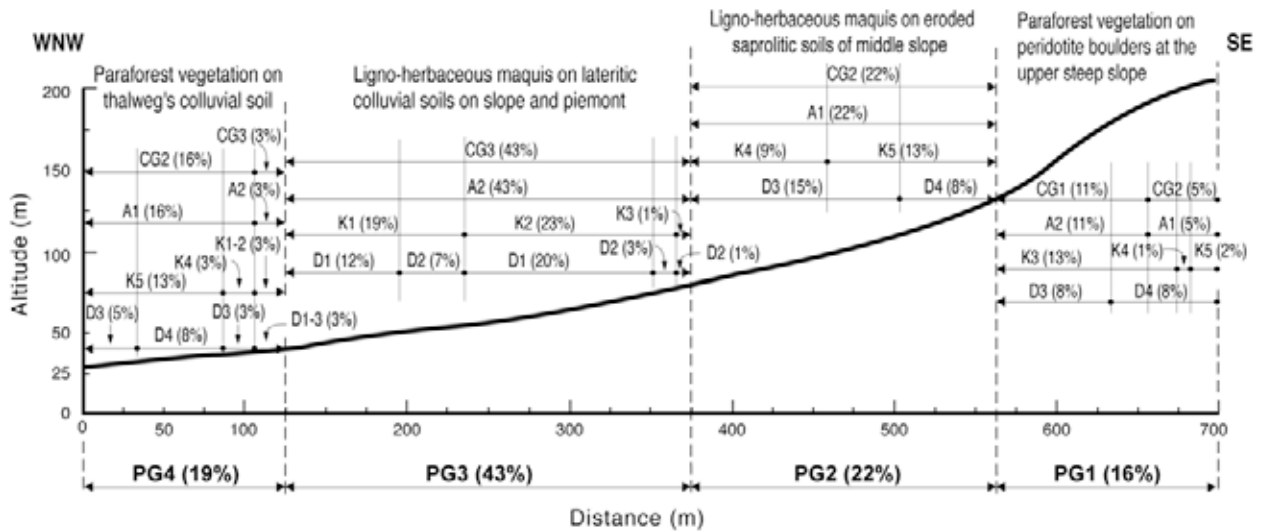 WNW
SE
Paraforest vegetation on
thalweg's colluvial soil
Ligno-herbaceous maquis on lateritic
colluvial soils on slope and piemont
Ligno-herbaceous maquis on eroded
saprolitic soils of middle slope
Paraforest vegetation on
peridotite boulders at the
upper steep slope
CG3 (3%)
CG2 (16%)
A2 (3%)
A1 (16%)
K1-2 (3%)
K4 (3%)
K5 (13%)
D3 (5%)
D3 (3%)
D4 (8%)
D1-3 (3%)
CG3 (43%)
A2 (43%)
K1 (19%)
K2 (23%)
K3 (1%)
D1 (12%)
D2 (7%)
D1 (20%)
D2 (3%)
D2 (1%)
CG2 (22%)
A1 (22%)
K4 (9%)
K5 (13%)
D3 (15%)
D4 (8%)
CG1 (11%)
CG2 (5%)
A2 (11%)
A1 (5%)
K3 (13%)
K4 (1%)
K5 (2%)
D3 (8%)
D4 (8%)
Altitude (m)
200
150
100
50
25
0
0
50
100
200
300
400
500
600
700
PG4 (19%)
PG3 (43%)
PG2 (22%)
PG1 (16%)
Distance (m)